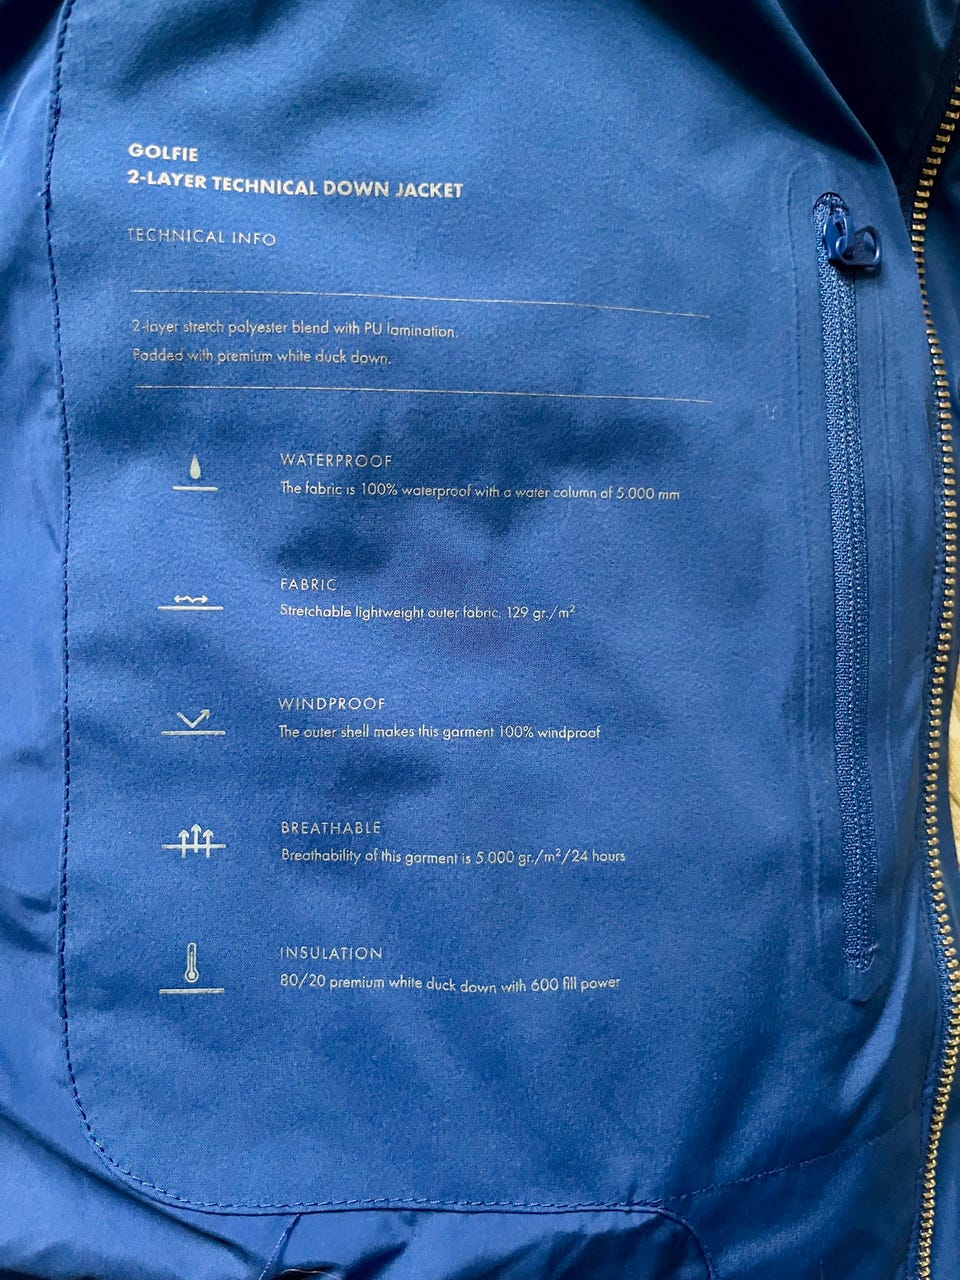 GOLFIE
2-LAYER TECHNICAL DOWN JACKET
TECHNICAL INFO
2-layer stretch polyester blend with PU lamination.
Padded with premium white duck down.
WATERPROOF
The fabric is 100% waterproof with a water column of 5.000 mm
FABRIC
Stretchable lightweight outer fabric. 129 gr./m²
WINDPROOF
The outer shell makes this garment 100% windproof
BREATHABLE
Breathability of this garment is 5.000 gr./m²/24 hours
INSULATION
80/20 premium white duck down with 600 fill power